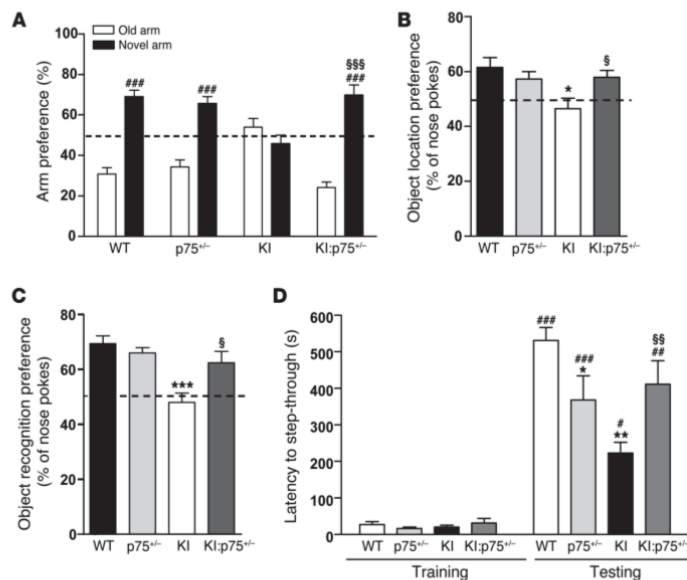 A
Old arm
Novel arm
Arm preference (%)
100
80
60
40
20
0
###
###
§§§
###
WT
p75+/–
KI
KI:p75+/–
B
Object location preference
(% of nose pokes)
80
60
40
20
0
*
§
WT
p75+/–
KI
KI:p75+/–
C
Object recognition preference
(% of nose pokes)
80
60
40
20
0
***
§
WT
p75+/–
KI
KI:p75+/–
D
Latency to step-through (s)
600
500
400
300
200
100
0
###
###
*
#
**
§§
##
WT
p75+/–
KI
KI:p75+/–
WT
p75+/–
KI
KI:p75+/–
Training
Testing